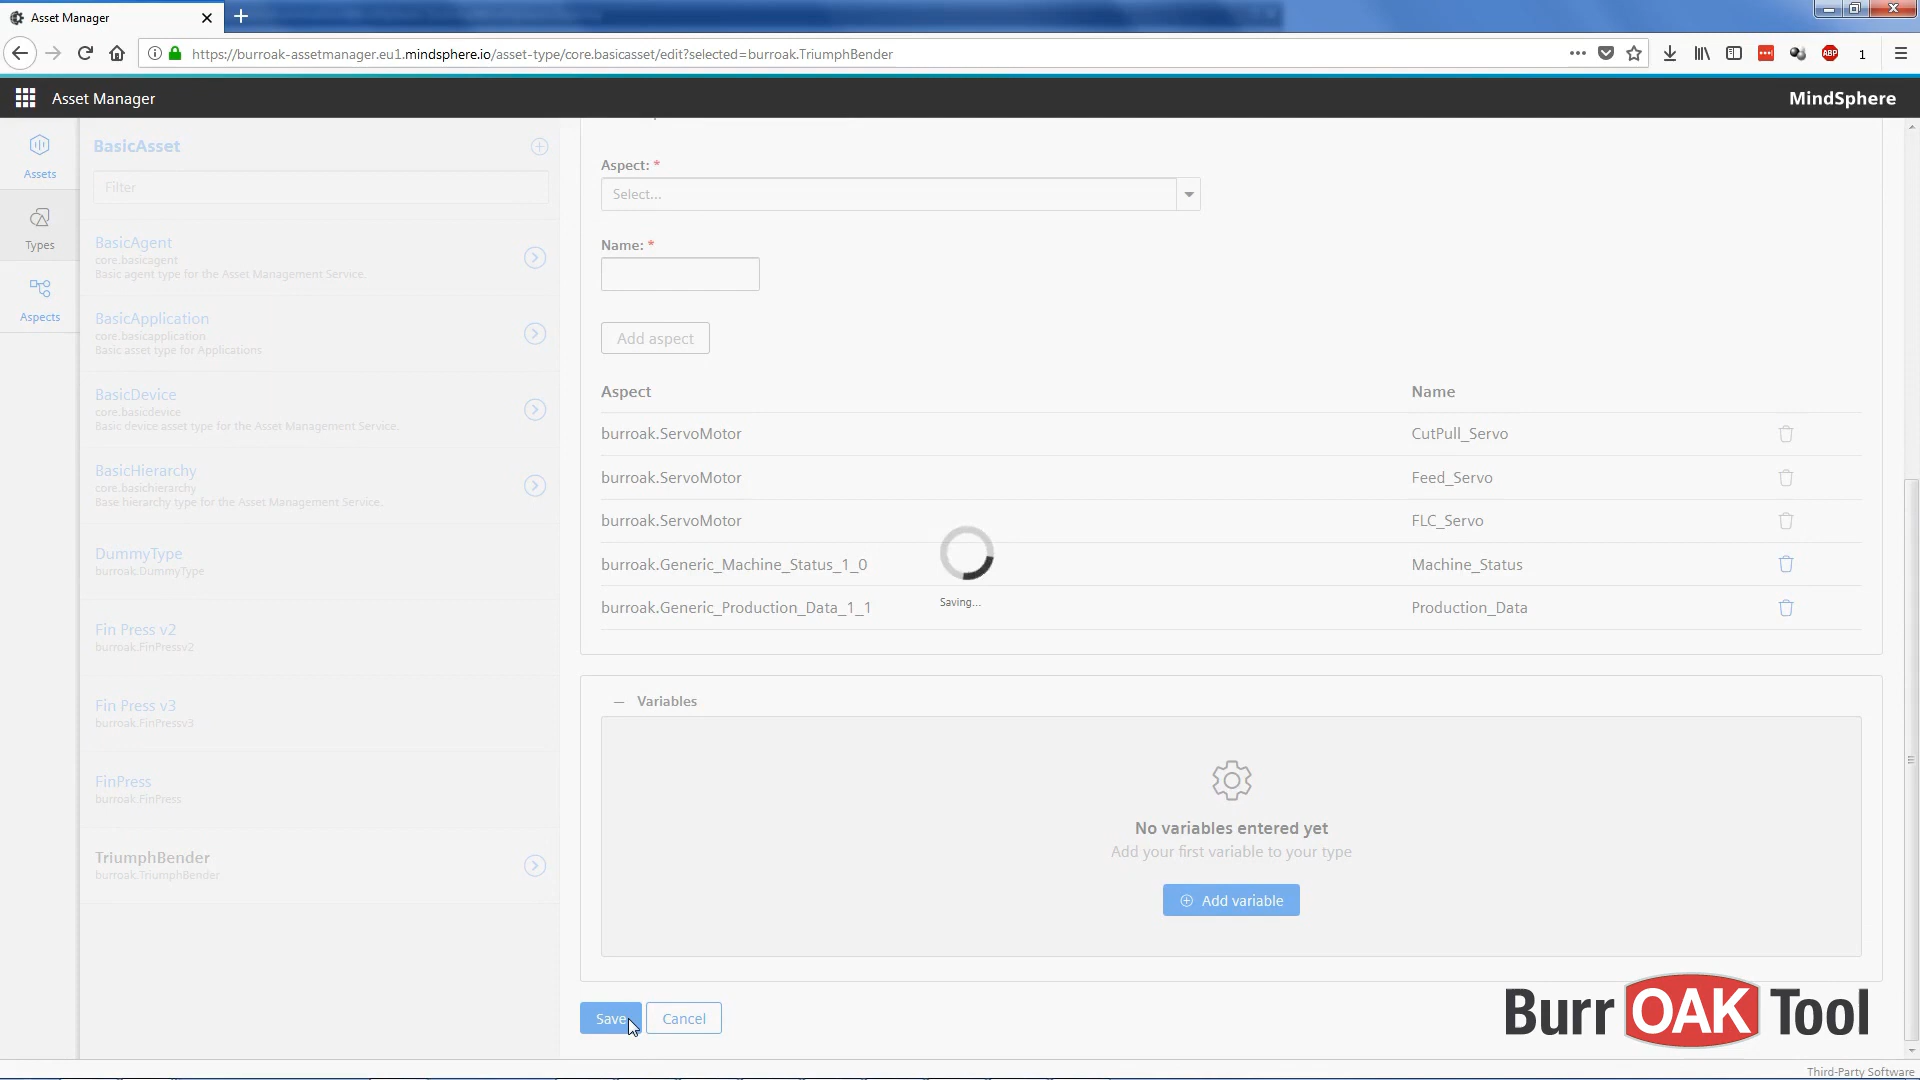 Asset Manager
https://burroak-assetmanager.eu1.mindsphere.io/asset-type/core.basicasset/edit?selected=burroak.TriumphBender
ABP
1
Asset Manager
MindSphere
Assets
Types
Aspects
BasicAsset
Filter
BasicAgent
core.basicagent
Basic agent type for the Asset Management Service.
BasicApplication
core.basicapplication
Basic asset type for Applications
BasicDevice
core.basicdevice
Basic device asset type for the Asset Management Service.
BasicHierarchy
core.basichierarchy
Base hierarchy type for the Asset Management Service.
DummyType
burroak.DummyType
Fin Press v2
burroak.FinPressv2
Fin Press v3
burroak.FinPressv3
FinPress
burroak.FinPress
TriumphBender
burroak.TriumphBender
Aspect: *
Select...
Name: *
Add aspect
Aspect Name
burroak.ServoMotor CutPull_Servo
burroak.ServoMotor Feed_Servo
burroak.ServoMotor FLC_Servo
burroak.Generic_Machine_Status_1_0 Machine_Status
burroak.Generic_Production_Data_1_1 Production_Data
Saving...
Variables
No variables entered yet
Add your first variable to your type
Add variable
Save Cancel
Burr OAK Tool
Third-Party Software